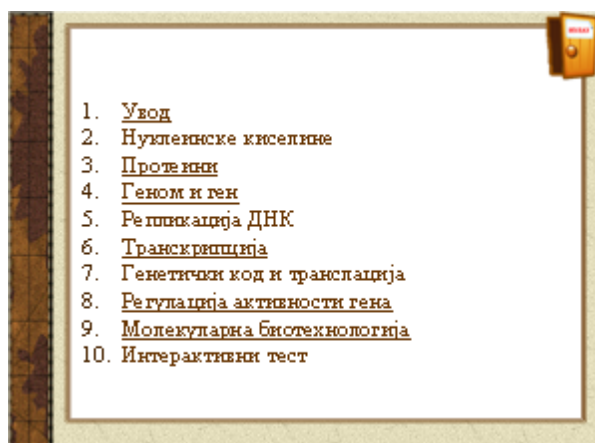 1. Увод
2. Нуклеинске киселине
3. Протеини
4. Геном и ген
5. Репликација ДНК
6. Транскрипција
7. Генетички код и транслација
8. Регулација активности гена
9. Молекуларна биотехнологија
10. Интерактивни тест